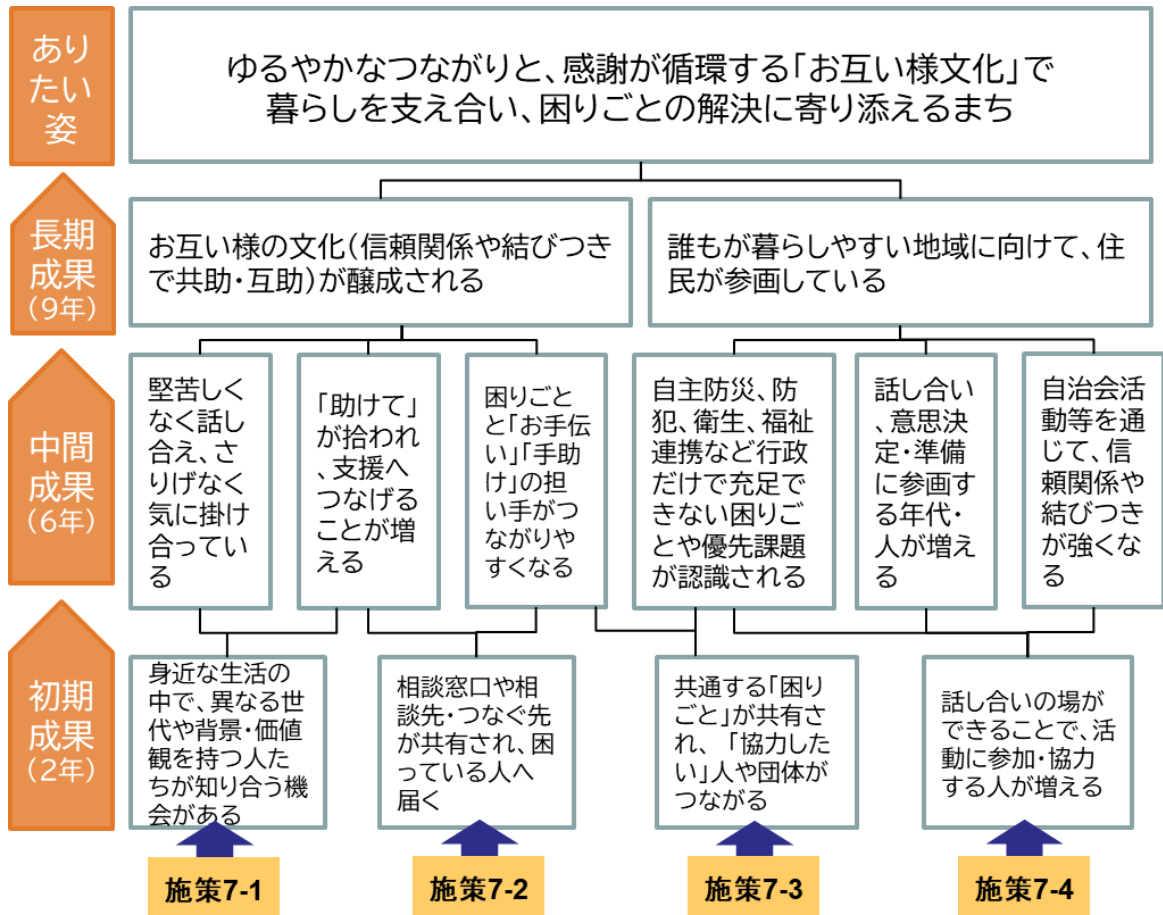 あり
たい
姿
ゆるやかなつながりと、感謝が循環する「お互い様文化」で
暮らしを支え合い、困りごとの解決に寄り添えるまち
長期
成果
(9年)
お互い様の文化(信頼関係や結びつき
で共助・互助)が醸成される
誰もが暮らしやすい地域に向けて、住
民が参画している
中間
成果
(6年)
堅苦しく
なく話し
合え、さ
りげなく
気に掛け
合ってい
る
「助けて」
が拾われ
、支援へ
つなげる
ことが増
える
困りごと
と「お手伝
い」「手助
け」の担
い手がつ
ながりや
すくなる
自主防災、防
犯、衛生、福祉
連携など行政
だけで充足で
きない困りご
とや優先課題
が認識される
話し合い
、意思決
定・準備
に参画す
る年代・
人が増え
る
自治会活
動等を通
じて、信
頼関係や
結びつき
が強くな
る
初期
成果
(2年)
身近な生活の
中で、異なる世
代や背景・価値
観を持つ人た
ちが知り合う機
会がある
相談窓口や相
談先・つなぐ先
が共有され、困
っている人へ
届く
共通する「困り
ごと」が共有さ
れ、「協力した
い」人や団体が
つながる
話し合いの場が
できることで、活
動に参加・協力
する人が増える
施策7-1
施策7-2
施策7-3
施策7-4